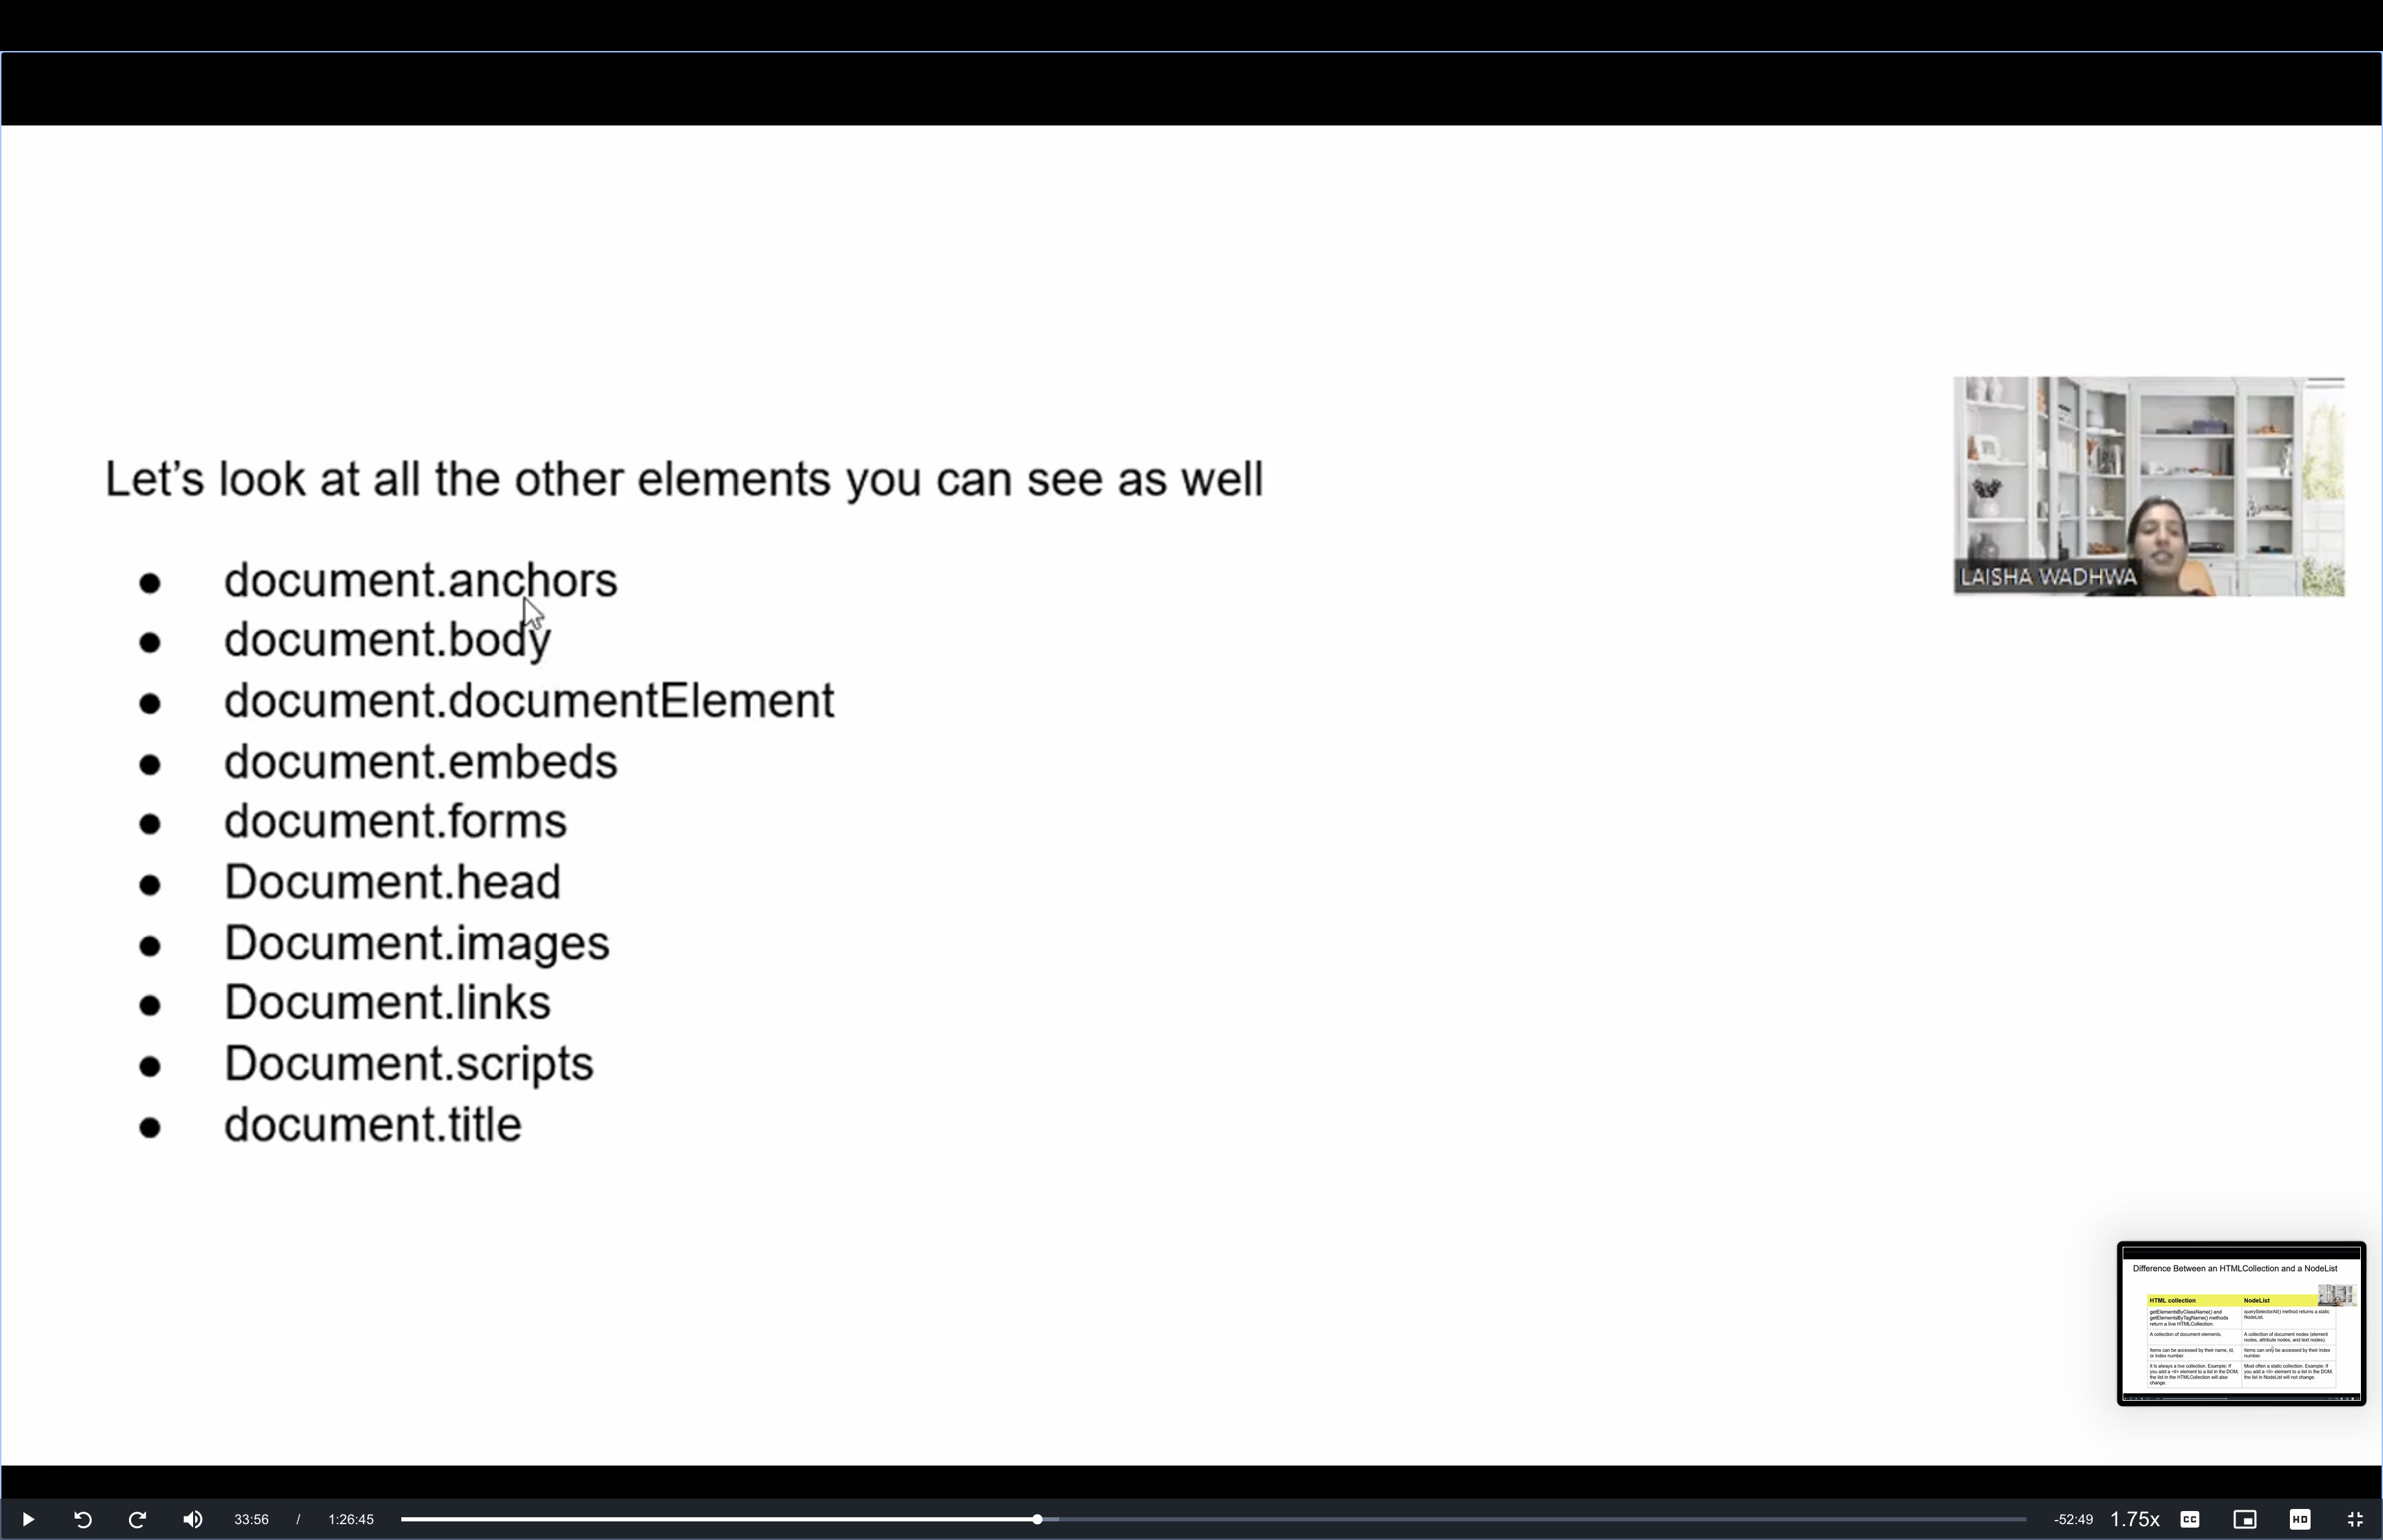 Let’s look at all the other elements you can see as well
LAISHA WADHWA
● document.anchors
● document.body
● document.documentElement
● document.embeds
● document.forms
● Document.head
● Document.images
● Document.links
● Document.scripts
● document.title
Difference Between an HTMLCollection and a NodeList
HTML collection NodeList
getElementsByClassName() and querySelectorAll() method returns a static
getElementsByTagName() methods NodeList.
return a live HTMLCollection.
A collection of document elements. A collection of document nodes (element
nodes, attribute nodes, and text nodes).
Items can be accessed by their name, id, Items can only be accessed by their index
or index number. number.
It is always a live collection. Example: If Most often a static collection. Example: If
you add a <li> element to a list in the DOM, you add a <li> element to a list in the DOM,
the list in the HTMLCollection will also the list in NodeList will not change.
change.
33:56 / 1:26:45 -52:49 1.75x CC HD